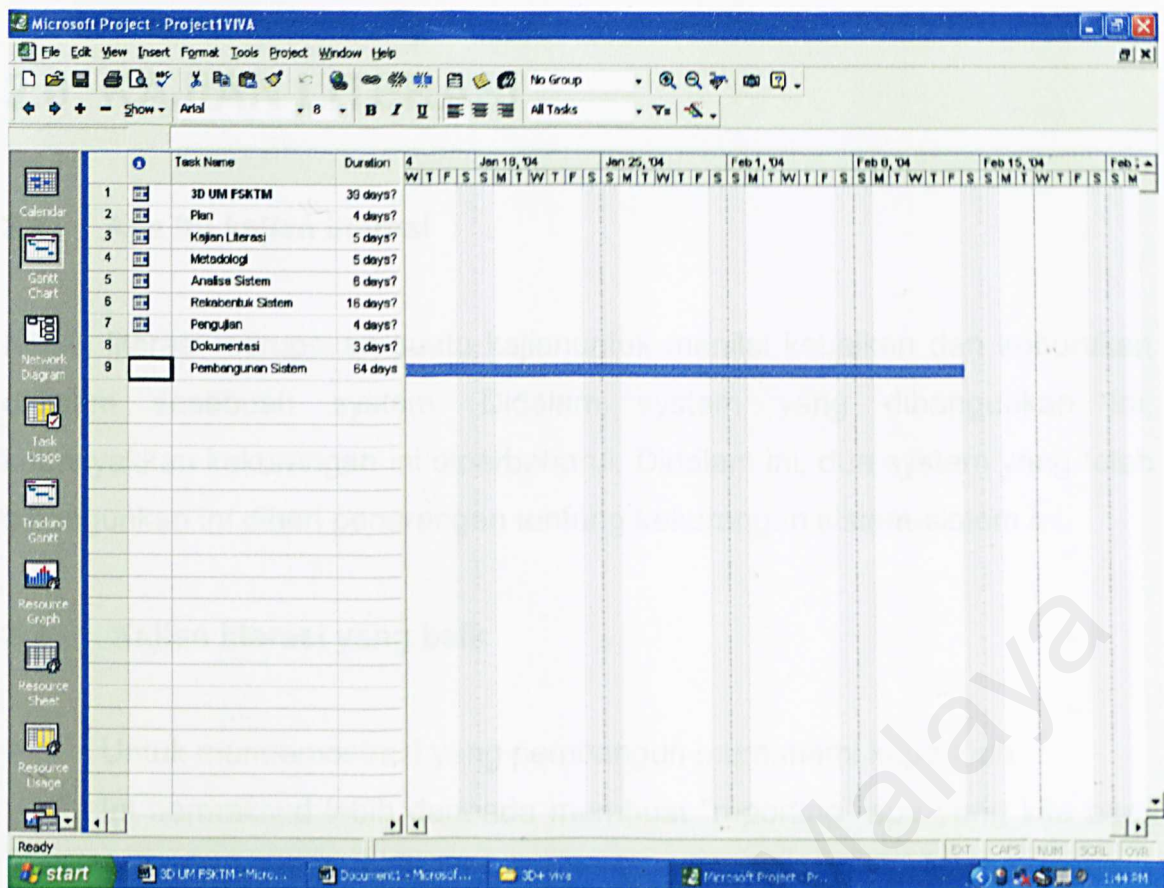 Microsoft Project - Project1VIVA
File Edit View Insert Format Tools Project Window Help
No Group
Show Arial 8 B I U All Tasks
Task Name Duration 4 Jan 18, '04 Jan 25, '04 Feb 1, '04 Feb 8, '04 Feb 15, '04 Feb
W T F S S M T W T F S S M T W T F S S M T W T F S S M T W T F S S M T W T F S S M
1 3D UM FSKTM 39 days?
2 Plan 4 days?
3 Kajian Literasi 5 days?
4 Metadologi 5 days?
5 Analisa Sistem 6 days?
6 Rekabentuk Sistem 16 days?
7 Pengujian 4 days?
8 Dokumentasi 3 days?
9 Pembangunan Sistem 64 days
Calendar
Gantt Chart
Network Diagram
Task Usage
Tracking Gantt
Resource Graph
Resource Sheet
Resource Usage
Ready EXT CAPS NUM SCRL OVR
start 3D UM FSKTM - Micro... Document1 - Microsof... 3D+ viva Microsoft Project - Pr... 1:44 PM
Malaya